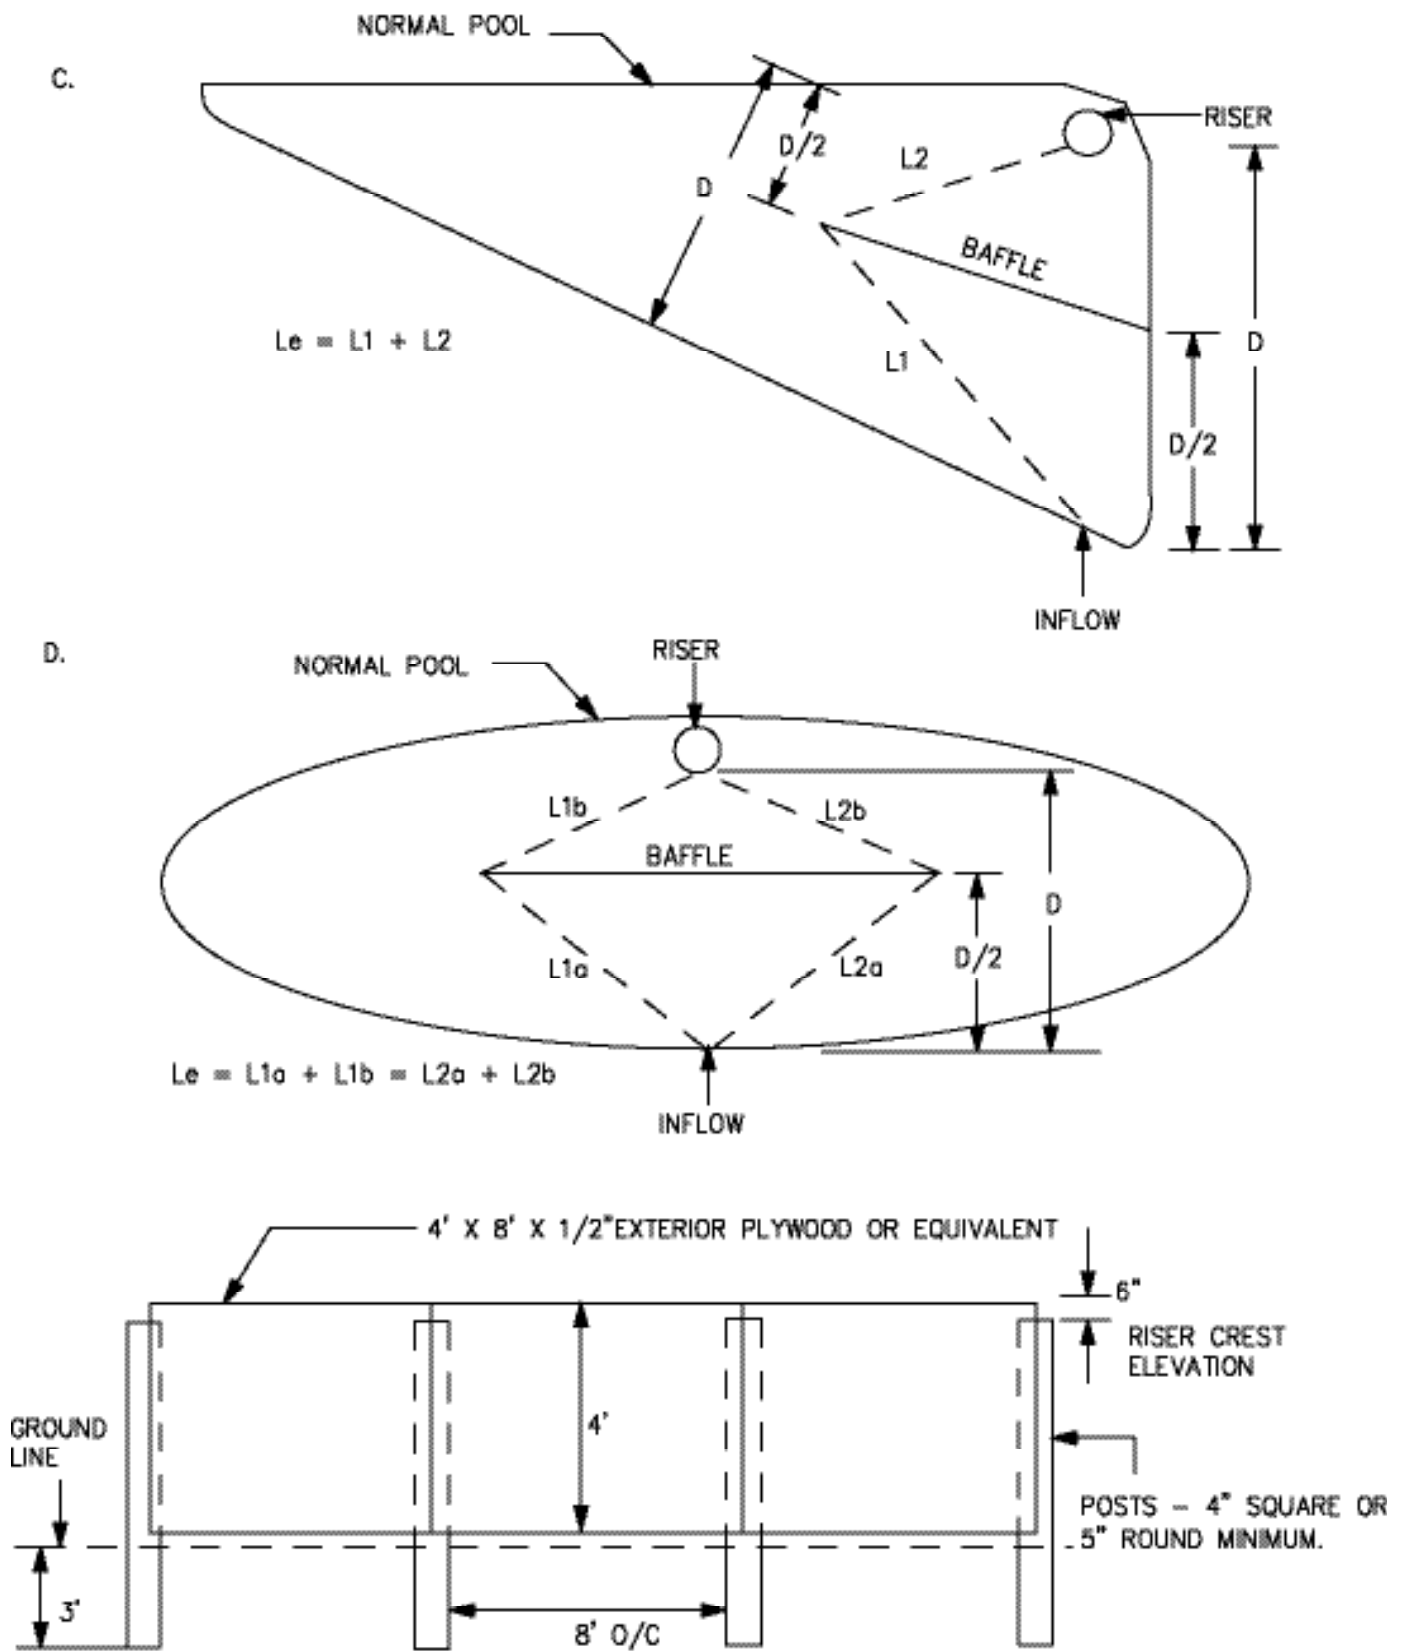 NORMAL POOL
C.
RISER
D/2
L2
D
BAFFLE
Le = L1 + L2
L1
D
D/2
INFLOW
D.
RISER
NORMAL POOL
L1b
L2b
BAFFLE
D
D/2
L1a
L2a
Le = L1a + L1b = L2a + L2b
INFLOW
4' X 8' X 1/2" EXTERIOR PLYWOOD OR EQUIVALENT
6"
RISER CREST
ELEVATION
GROUND
LINE
4'
POSTS - 4" SQUARE OR
5" ROUND MINIMUM.
3'
8' O/C